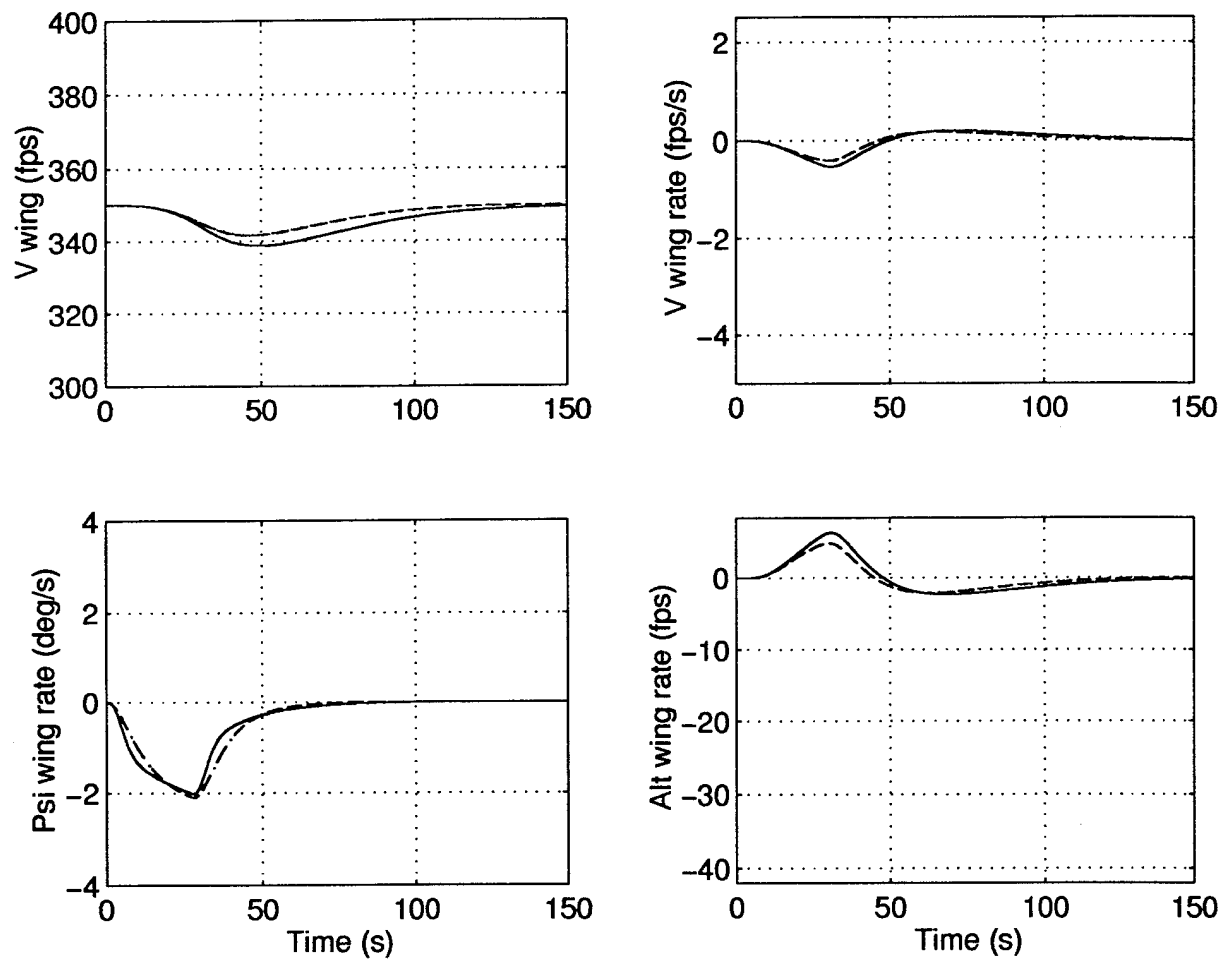 400
380
360
340
320
300
V wing (fps)
0 50 100 150
2
0
−2
−4
V wing rate (fps/s)
0 50 100 150
4
2
0
−2
−4
Psi wing rate (deg/s)
0 50 100 150
Time (s)
0
−10
−20
−30
−40
Alt wing rate (fps)
0 50 100 150
Time (s)